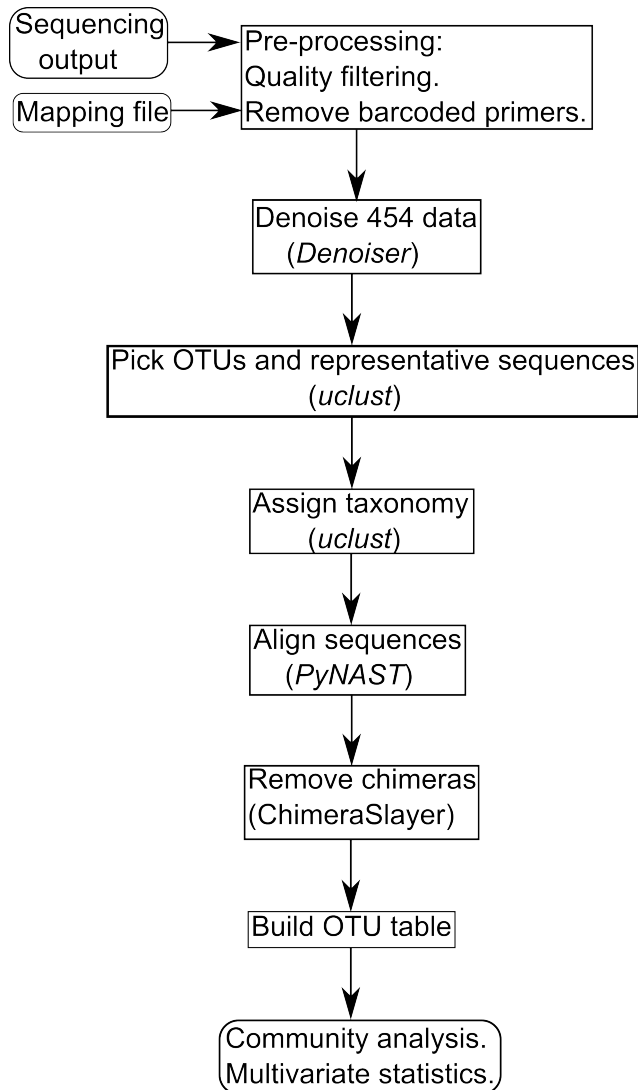 Sequencing
output
Mapping file
Pre-processing:
Quality filtering.
Remove barcoded primers.
Denoise 454 data
(Denoiser)
Pick OTUs and representative sequences
(uclust)
Assign taxonomy
(uclust)
Align sequences
(PyNAST)
Remove chimeras
(ChimeraSlayer)
Build OTU table
Community analysis.
Multivariate statistics.